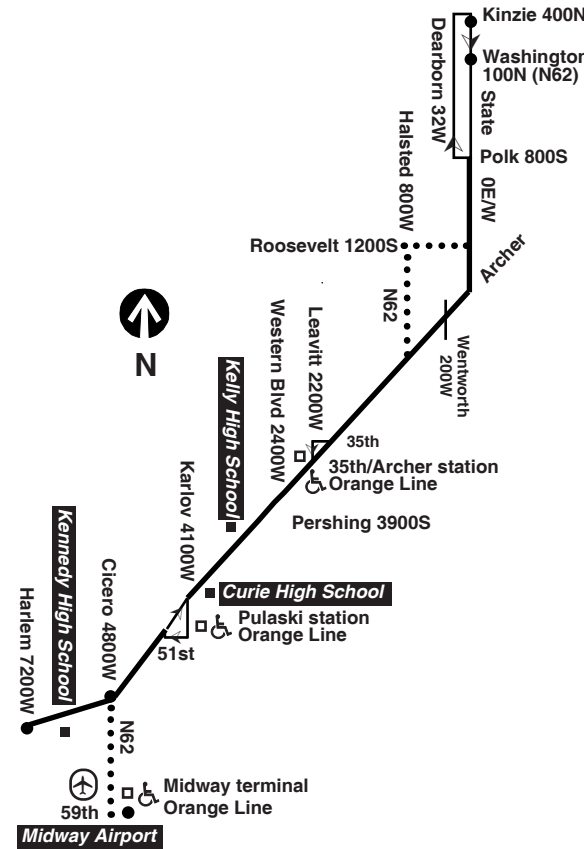 Kinzie 400N
Washington
100N (N62)
Dearborn 32W
State
Polk 800S
0E/W
Halsted 800W
Roosevelt 1200S
Archer
N62
Wentworth
200W
N
Leavitt 2200W
Western Blvd 2400W
35th
35th/Archer station
Orange Line
Kelly High School
Pershing 3900S
Karlov 4100W
Curie High School
Pulaski station
Orange Line
51st
Kennedy High School
Cicero 4800W
Harlem 7200W
N62
Midway terminal
Orange Line
59th
Midway Airport